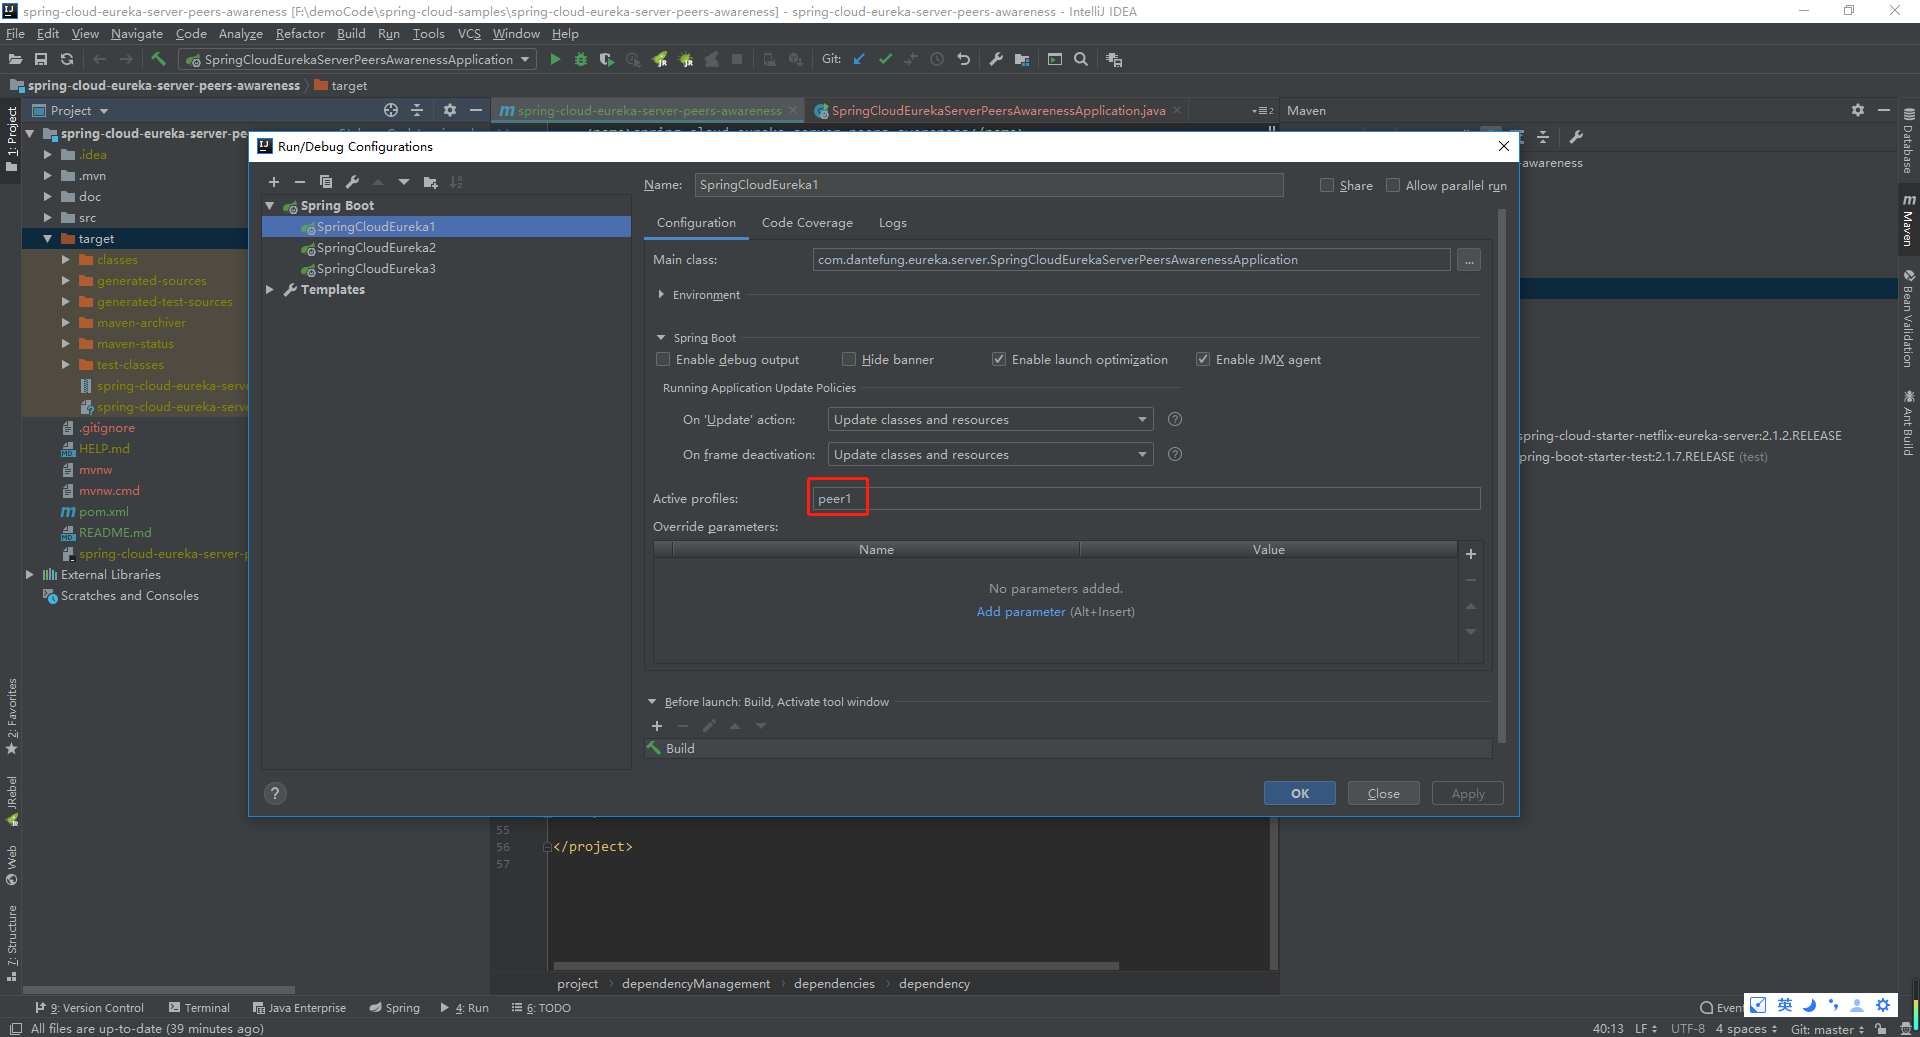 spring-cloud-eureka-server-peers-awareness [F:\demoCode\spring-cloud-samples\spring-cloud-eureka-server-peers-awareness] - spring-cloud-eureka-server-peers-awareness - IntelliJ IDEA
File Edit View Navigate Code Analyze Refactor Build Run Tools VCS Window Help
SpringCloudEurekaServerPeersAwarenessApplication Git:
spring-cloud-eureka-server-peers-awareness target
Project
spring-cloud-eureka-server-peers-awareness
SpringCloudEurekaServerPeersAwarenessApplication.java
Maven
1: Project
spring-cloud-eureka-server-pe
.idea
.mvn
doc
src
target
classes
generated-sources
generated-test-sources
maven-archiver
maven-status
test-classes
spring-cloud-eureka-serve
spring-cloud-eureka-serve
.gitignore
HELP.md
mvnw
mvnw.cmd
pom.xml
README.md
spring-cloud-eureka-server-p
External Libraries
Scratches and Consoles
2: Favorites
JRebel
Web
7: Structure
Run/Debug Configurations
Spring Boot
SpringCloudEureka1
SpringCloudEureka2
SpringCloudEureka3
Templates
Name: SpringCloudEureka1
Share Allow parallel run
Configuration Code Coverage Logs
Main class: com.dantefung.eureka.server.SpringCloudEurekaServerPeersAwarenessApplication ...
Environment
Spring Boot
Enable debug output Hide banner Enable launch optimization Enable JMX agent
Running Application Update Policies
On 'Update' action: Update classes and resources ?
On frame deactivation: Update classes and resources ?
Active profiles: peer1
Override parameters:
Name Value
No parameters added.
Add parameter (Alt+Insert)
Before launch: Build, Activate tool window
Build
? OK Close Apply
-awareness
spring-cloud-starter-netflix-eureka-server:2.1.2.RELEASE
pring-boot-starter-test:2.1.7.RELEASE (test)
Database
Maven
Bean Validation
Ant Build
55
56 </project>
57
project dependencyManagement dependencies dependency
9: Version Control Terminal Java Enterprise Spring 4: Run 6: TODO
Event
英
All files are up-to-date (39 minutes ago)
40:13 LF UTF-8 4 spaces Git: master